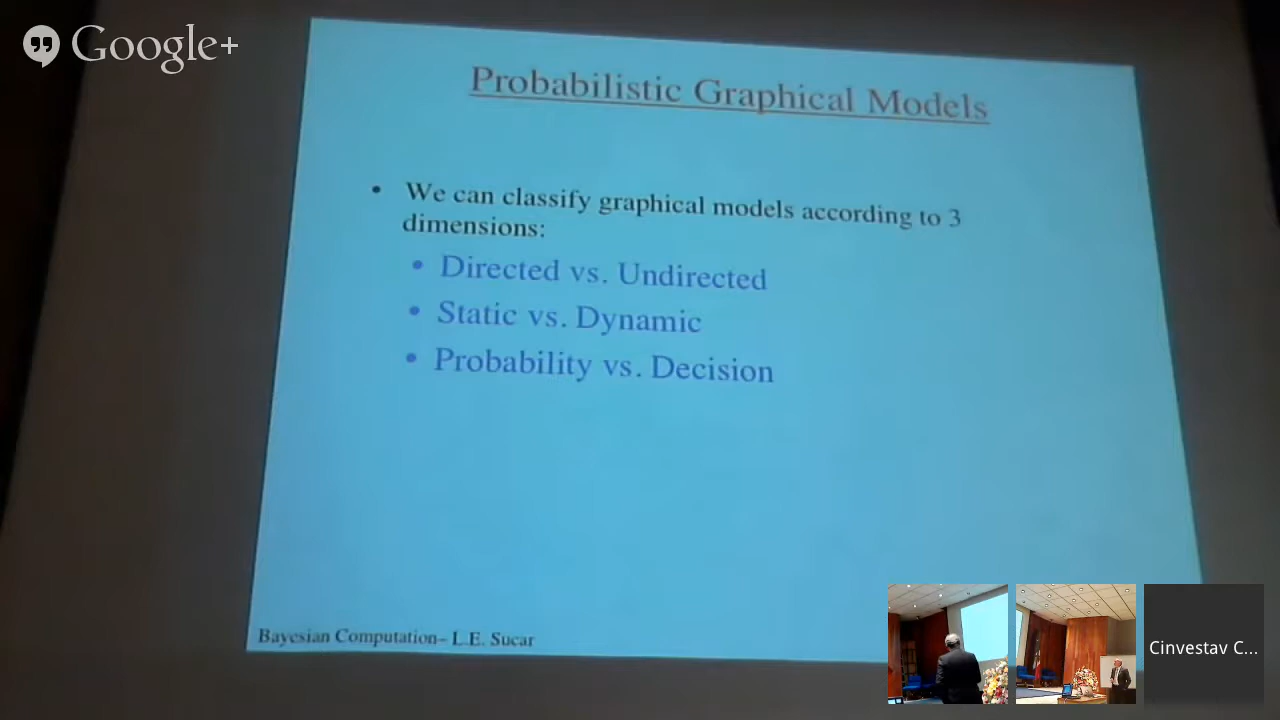 Google+
Probabilistic Graphical Models
• We can classify graphical models according to 3
dimensions:
• Directed vs. Undirected
• Static vs. Dynamic
• Probability vs. Decision
Bayesian Computation– L.E. Sucar
Cinvestav C...